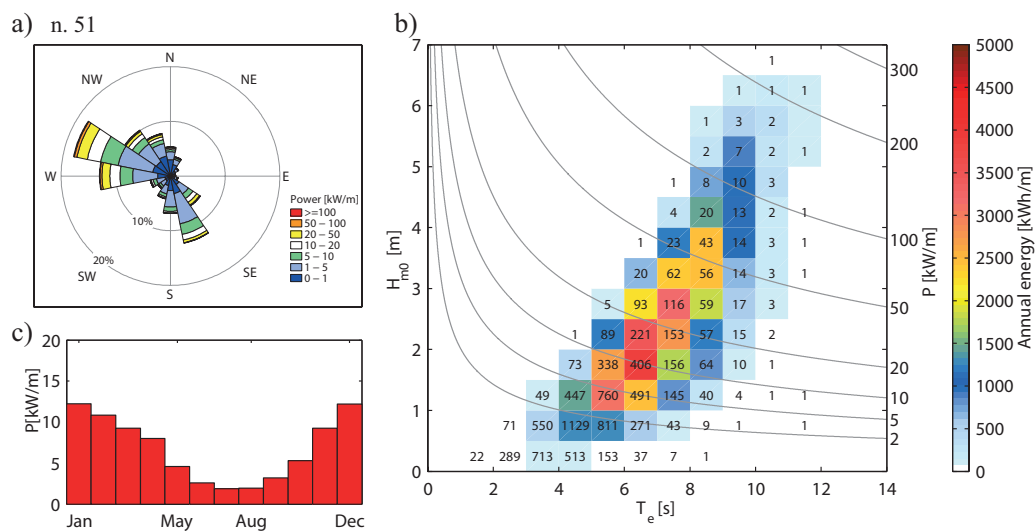 a) n. 51
N
NW
NE
W
E
10%
20%
SW
SE
S
Power [kW/m]
>=100
50 – 100
20 – 50
10 – 20
5 – 10
1 – 5
0 – 1
b)
7
6
5
4
3
2
1
0
H m0 [m]
1
1 1 1
1 3 2
2 7 2 1
1 8 10 3
4 20 13 2 1
1 23 43 14 3 1
20 62 56 14 3 1
5 93 116 59 17 3
1 89 221 153 57 15 2
73 338 406 156 64 10 1
49 447 760 491 145 40 4 1 1
71 550 1129 811 271 43 9 1 1
22 289 713 513 153 37 7 1
0 2 4 6 8 10 12 14
T e [s]
300
200
150
100
50
20
10
5
2
P [kW/m]
5000
4500
4000
3500
3000
2500
2000
1500
1000
500
0
Annual energy [kWh/m]
c)
20
15
10
5
0
P[kW/m]
Jan May Aug Dec